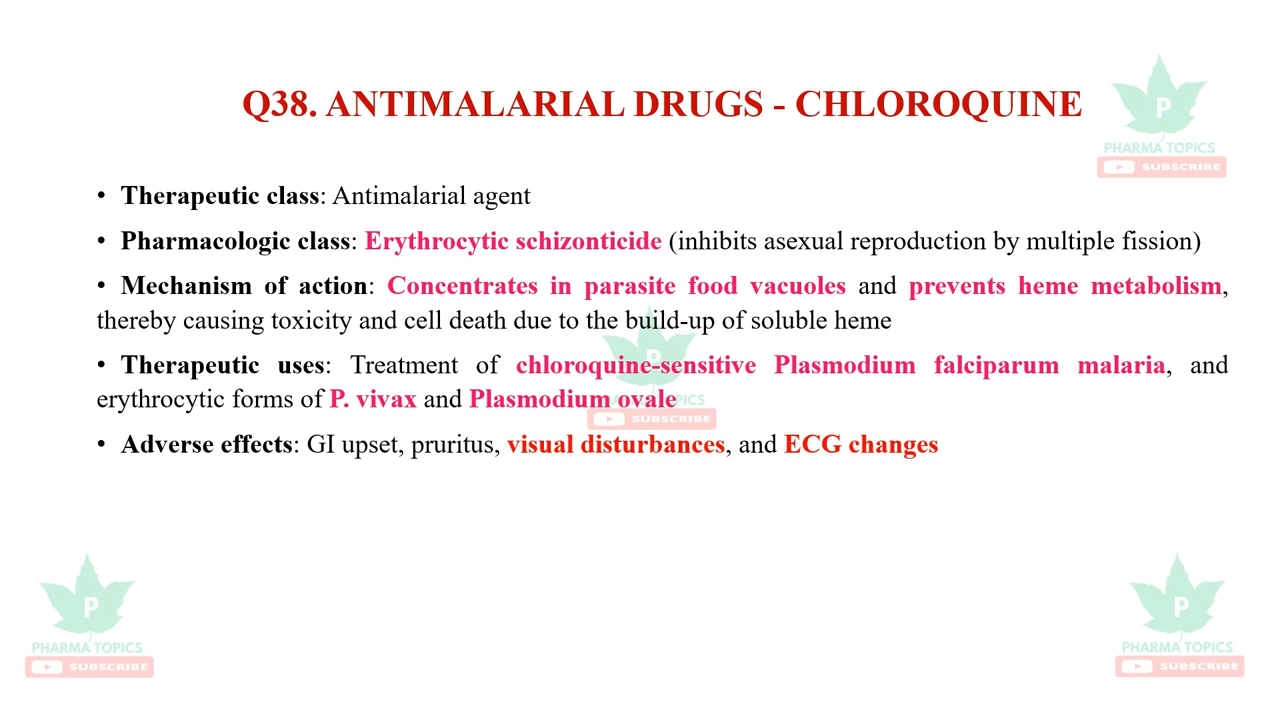 Q38. ANTIMALARIAL DRUGS - CHLOROQUINE
P
PHARMA TOPICS
SUBSCRIBE
• Therapeutic class: Antimalarial agent
• Pharmacologic class: Erythrocytic schizonticide (inhibits asexual reproduction by multiple fission)
• Mechanism of action: Concentrates in parasite food vacuoles and prevents heme metabolism,
thereby causing toxicity and cell death due to the build-up of soluble heme
• Therapeutic uses: Treatment of chloroquine-sensitive Plasmodium falciparum malaria, and
erythrocytic forms of P. vivax and Plasmodium ovale
SUBSCRIBE
• Adverse effects: GI upset, pruritus, visual disturbances, and ECG changes
P
PHARMA TOPICS
SUBSCRIBE
P
PHARMA TOPICS
SUBSCRIBE